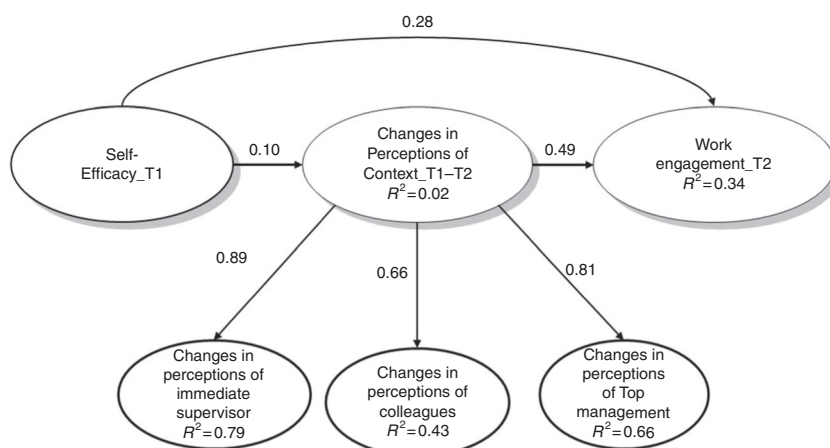 0.28
Self-
Efficacy_T1
0.10
Changes in
Perceptions of
Context_T1–T2
R²=0.02
0.49
Work
engagement_T2
R²=0.34
0.89
0.66
0.81
Changes in
perceptions of
immediate
supervisor
R²=0.79
Changes in
perceptions of
colleagues
R²=0.43
Changes in
perceptions
of Top
management
R²=0.66